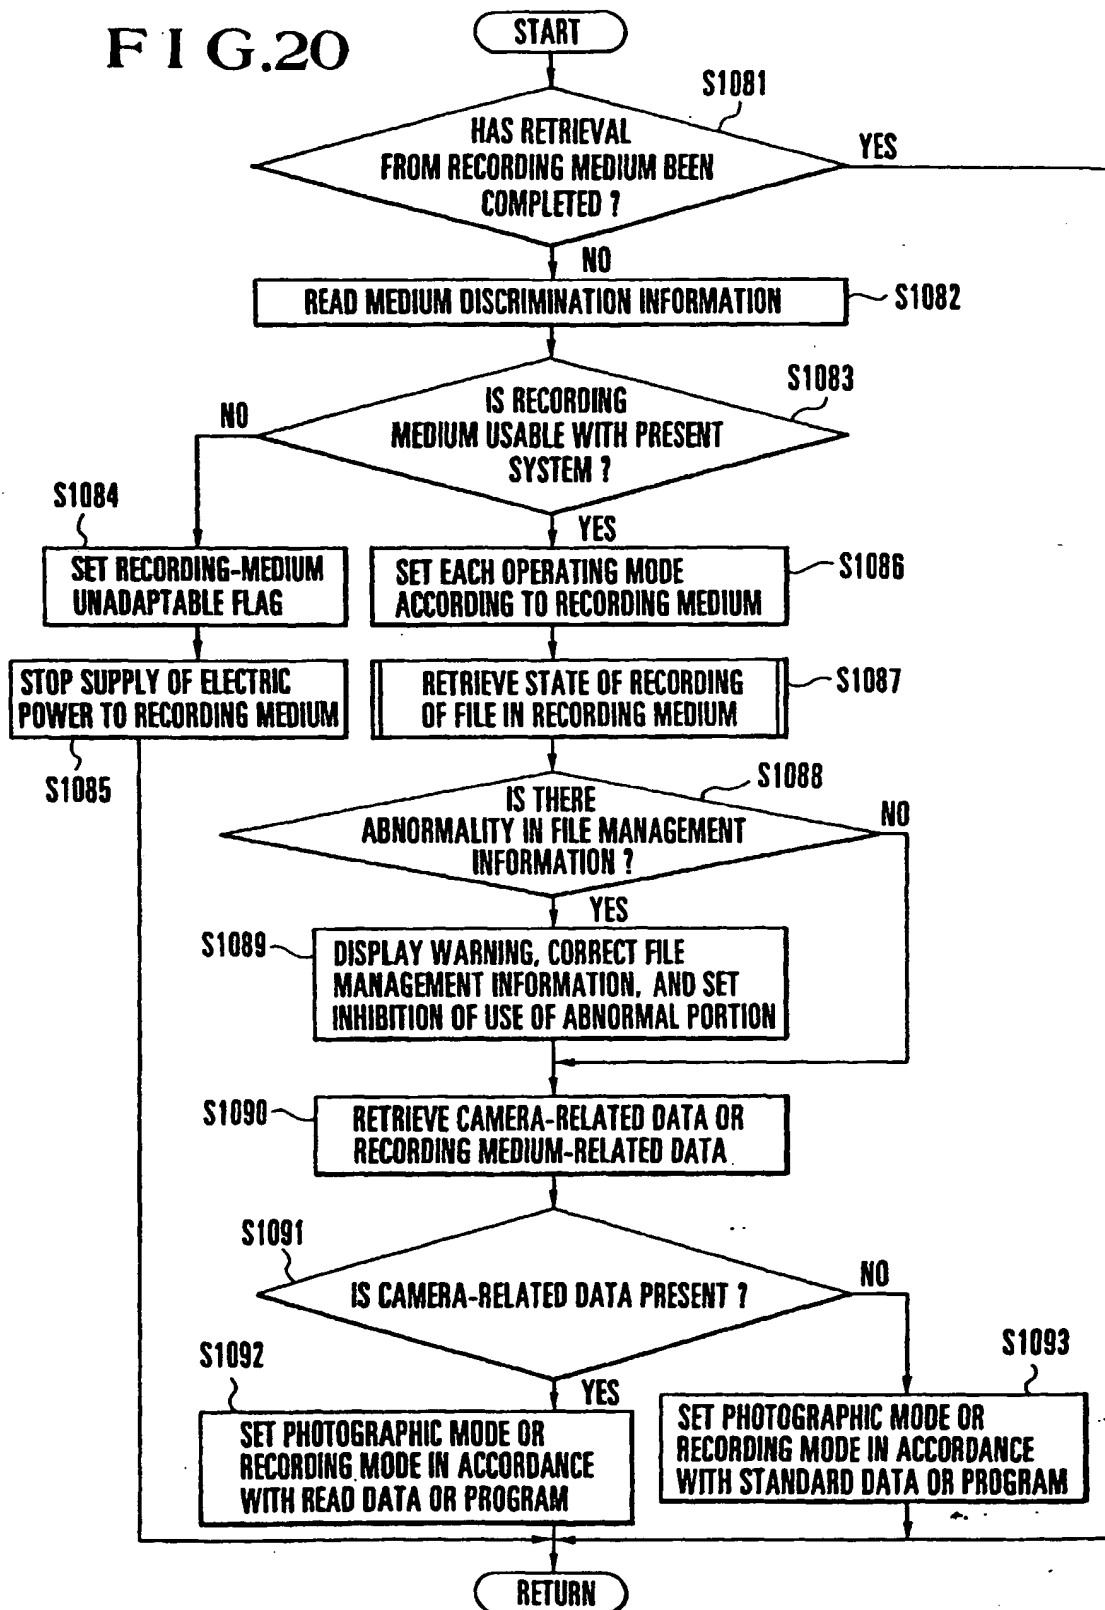 FIG.20
START
S1081
HAS RETRIEVAL
FROM RECORDING MEDIUM BEEN
COMPLETED ?
YES
NO
READ MEDIUM DISCRIMINATION INFORMATION
S1082
S1083
IS RECORDING
MEDIUM USABLE WITH PRESENT
SYSTEM ?
NO
YES
S1084
SET RECORDING-MEDIUM
UNADAPTABLE FLAG
SET EACH OPERATING MODE
ACCORDING TO RECORDING MEDIUM
S1086
STOP SUPPLY OF ELECTRIC
POWER TO RECORDING MEDIUM
S1085
RETRIEVE STATE OF RECORDING
OF FILE IN RECORDING MEDIUM
S1087
S1088
IS THERE
ABNORMALITY IN FILE MANAGEMENT
INFORMATION ?
NO
YES
S1089
DISPLAY WARNING, CORRECT FILE
MANAGEMENT INFORMATION, AND SET
INHIBITION OF USE OF ABNORMAL PORTION
S1090
RETRIEVE CAMERA-RELATED DATA OR
RECORDING MEDIUM-RELATED DATA
S1091
IS CAMERA-RELATED DATA PRESENT ?
NO
YES
S1092
SET PHOTOGRAPHIC MODE OR
RECORDING MODE IN ACCORDANCE
WITH READ DATA OR PROGRAM
S1093
SET PHOTOGRAPHIC MODE OR
RECORDING MODE IN ACCORDANCE
WITH STANDARD DATA OR PROGRAM
RETURN